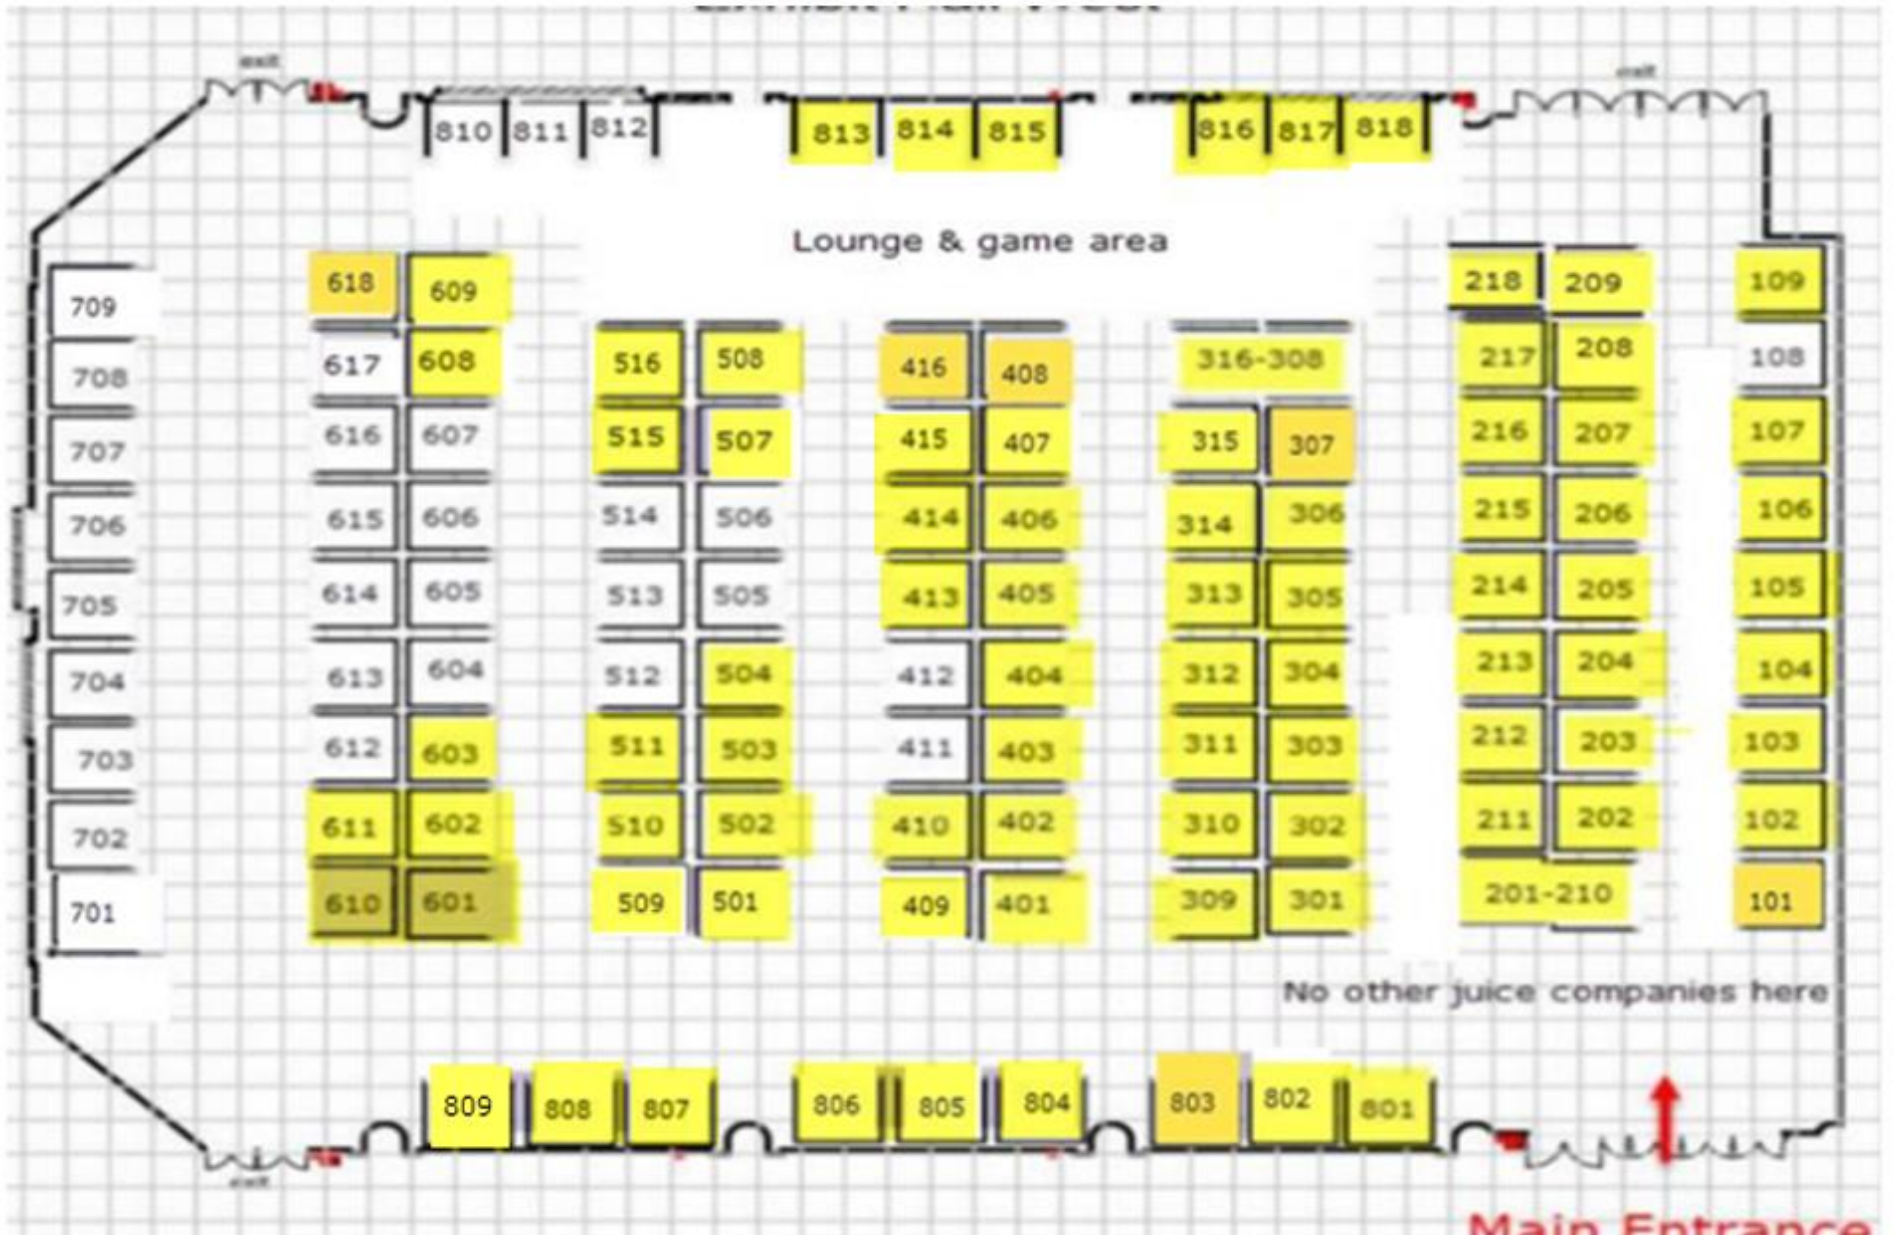 Exhibit Hall West
exit
exit
810 811 812 813 814 815 816 817 818
Lounge & game area
618 609 218 209 109
709
617 608 516 508 416 408 316-308 217 208 108
708
616 607 515 507 415 407 315 307 216 207 107
707
615 606 514 506 414 406 314 306 215 206 106
706
614 605 513 505 413 405 313 305 214 205 105
705
613 604 512 504 412 404 312 304 213 204 104
704
612 603 511 503 411 403 311 303 212 203 103
703
611 602 510 502 410 402 310 302 211 202 102
702
610 601 509 501 409 401 309 301 201-210 101
701
No other juice companies here
809 808 807 806 805 804 803 802 801
exit
Main Entrance